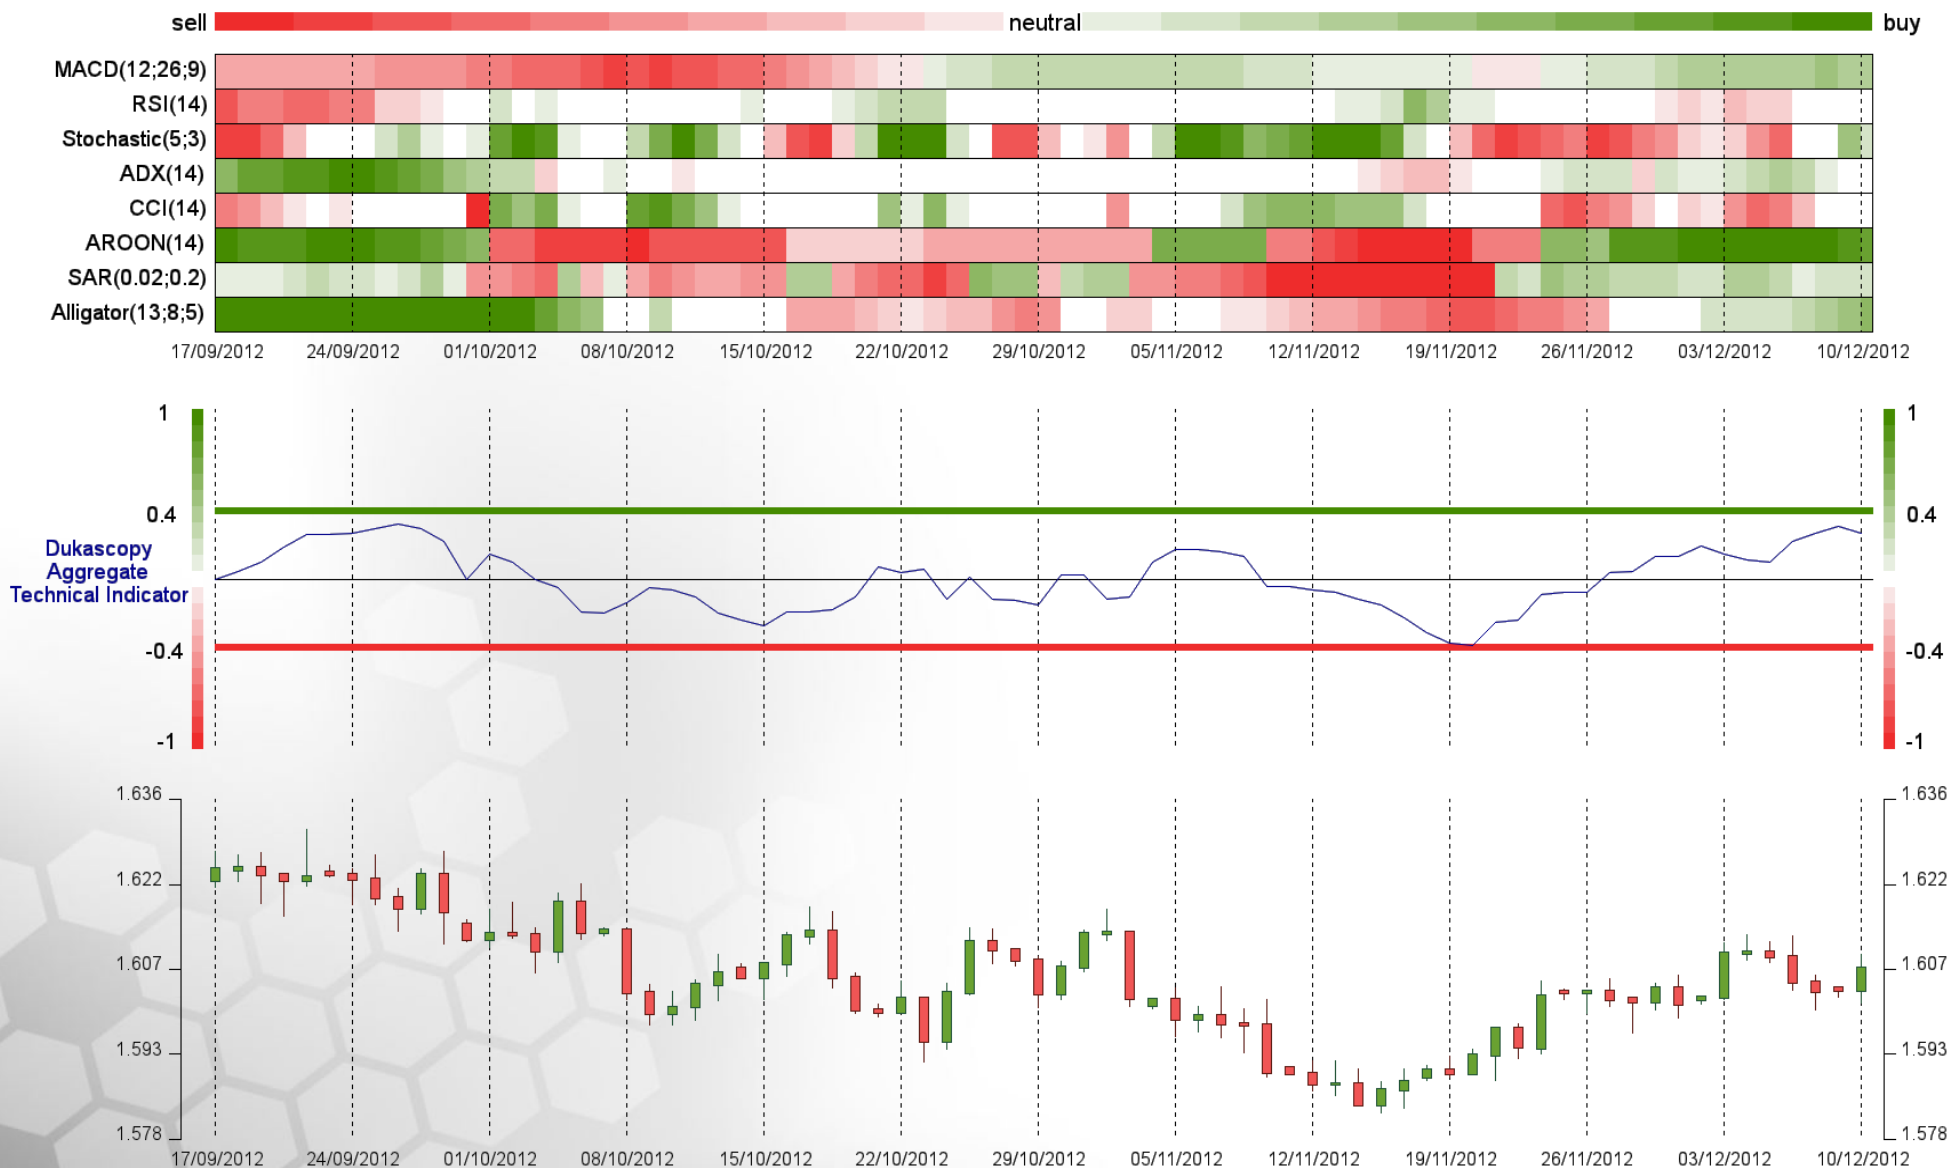 sell neutral buy
MACD(12;26;9)
RSI(14)
Stochastic(5;3)
ADX(14)
CCI(14)
AROON(14)
SAR(0.02;0.2)
Alligator(13;8;5)
17/09/2012 24/09/2012 01/10/2012 08/10/2012 15/10/2012 22/10/2012 29/10/2012 05/11/2012 12/11/2012 19/11/2012 26/11/2012 03/12/2012 10/12/2012
1 1
0.4 0.4
Dukascopy
Aggregate
Technical Indicator
-0.4 -0.4
-1 -1
1.636 1.636
1.622 1.622
1.607 1.607
1.593 1.593
1.578 1.578
17/09/2012 24/09/2012 01/10/2012 08/10/2012 15/10/2012 22/10/2012 29/10/2012 05/11/2012 12/11/2012 19/11/2012 26/11/2012 03/12/2012 10/12/2012